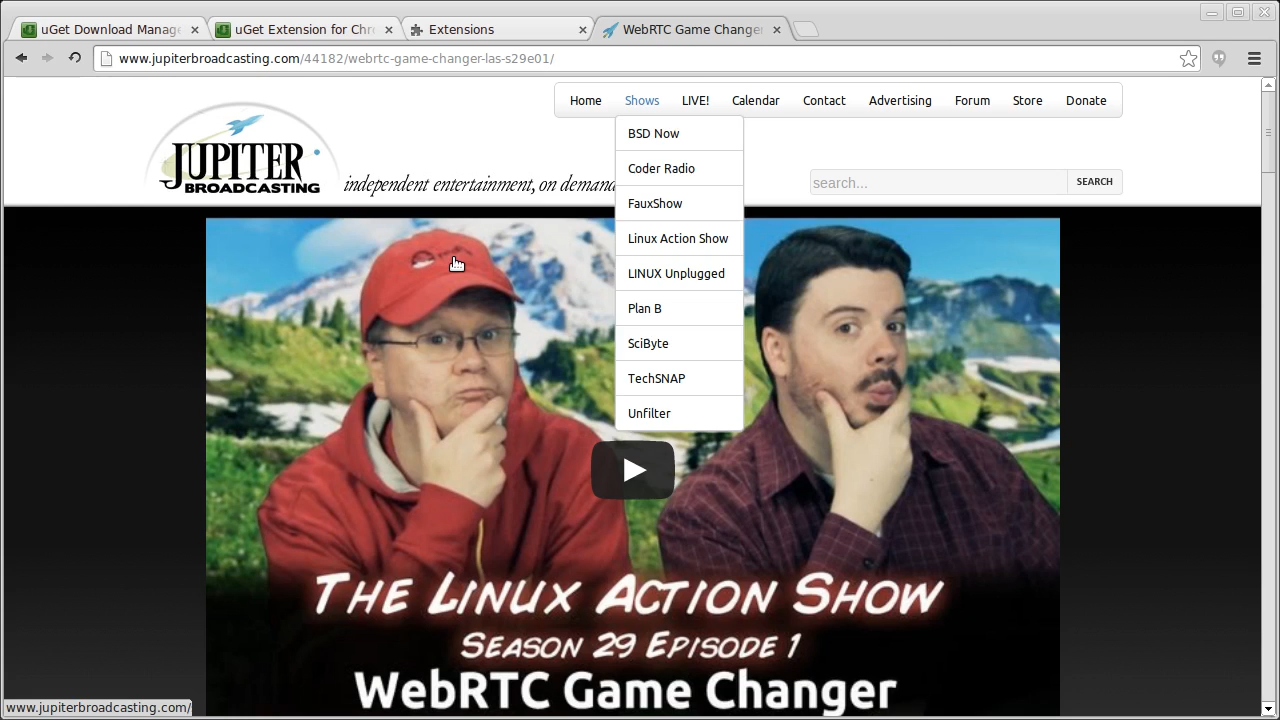 uGet Download Manage
uGet Extension for Chr
Extensions
WebRTC Game Changer
www.jupiterbroadcasting.com/44182/webrtc-game-changer-las-s29e01/
Home Shows LIVE! Calendar Contact Advertising Forum Store Donate
BSD Now
Coder Radio
FauxShow
Linux Action Show
LINUX Unplugged
Plan B
SciByte
TechSNAP
Unfilter
JUPITER
BROADCASTING
independent entertainment, on demand
search...
SEARCH
THE LINUX ACTION SHOW
SEASON 29 EPISODE 1
WebRTC Game Changer
www.jupiterbroadcasting.com/